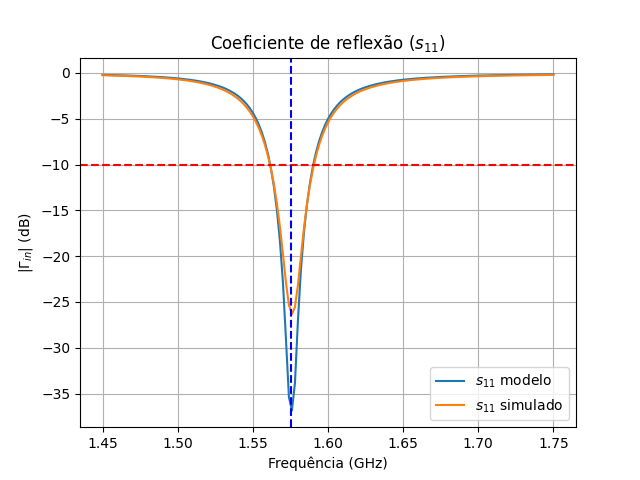 Coeficiente de reflexão (s₁₁)
0
−5
−10
−15
−20
−25
−30
−35
|Γᵢₙ| (dB)
s₁₁ modelo
s₁₁ simulado
1.45 1.50 1.55 1.60 1.65 1.70 1.75
Frequência (GHz)